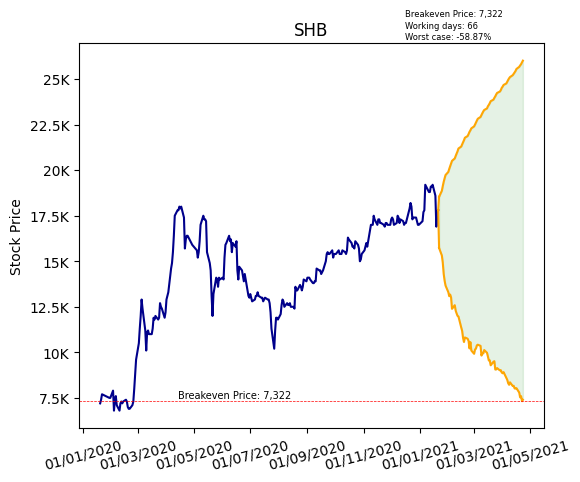 Breakeven Price: 7,322
Working days: 66
Worst case: -58.87%
SHB
Stock Price
25K
22.5K
20K
17.5K
15K
12.5K
10K
7.5K
Breakeven Price: 7,322
01/01/2020
01/03/2020
01/05/2020
01/07/2020
01/09/2020
01/11/2020
01/01/2021
01/03/2021
01/05/2021